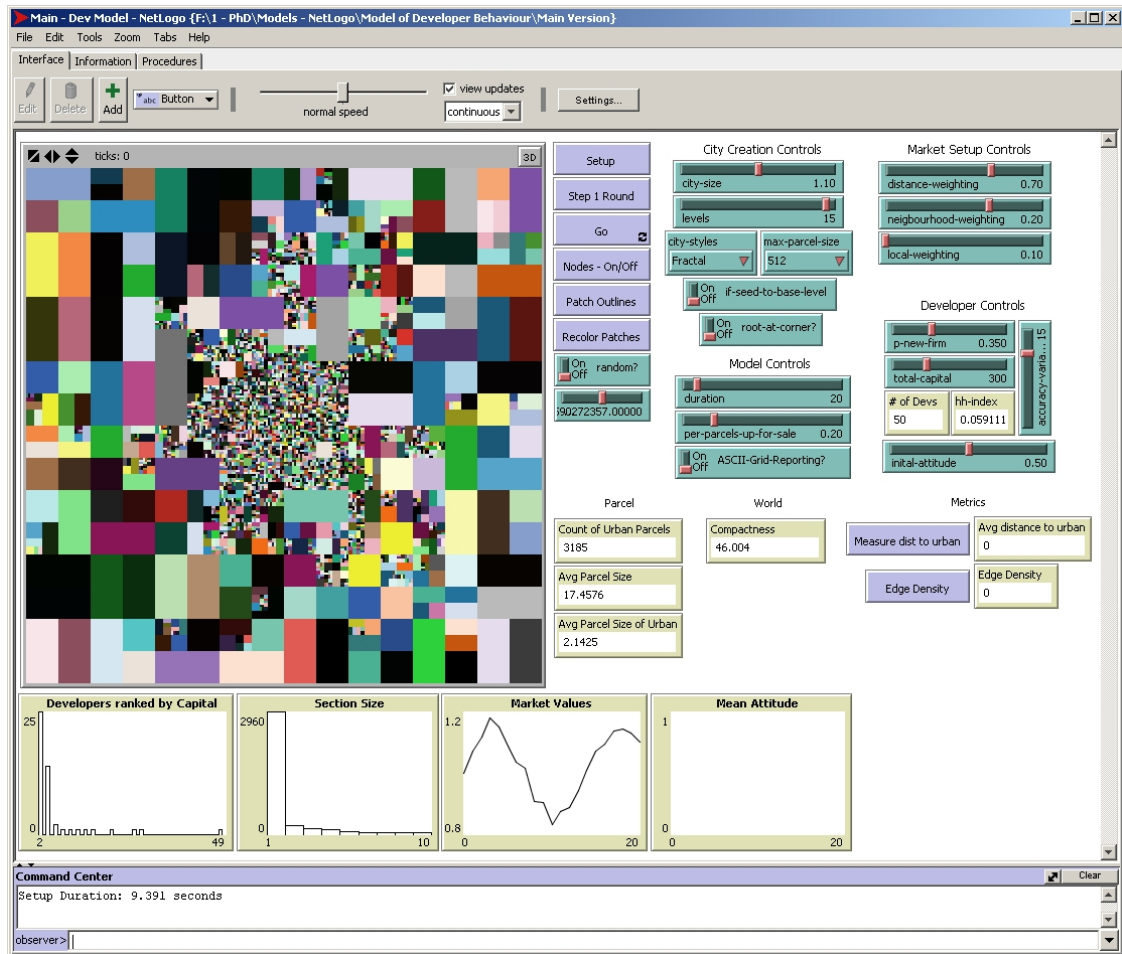 Main - Dev Model - NetLogo {F:\1 - PhD\Models - NetLogo\Model of Developer Behaviour\Main Version}
File Edit Tools Zoom Tabs Help
Interface Information Procedures
Edit Delete Add abc Button normal speed view updates continuous Settings...
ticks: 0 3D
Setup
Step 1 Round
Go
Nodes - On/Off
Patch Outlines
Recolor Patches
On Off random?
0272357.00000
City Creation Controls
city-size 1.10
levels 15
city-styles Fractal
max-parcel-size 512
On Off if-seed-to-base-level
On Off root-at-corner?
Model Controls
duration 20
per-parcels-up-for-sale 0.20
On Off ASCII-Grid-Reporting?
Market Setup Controls
distance-weighting 0.70
neigbourhood-weighting 0.20
local-weighting 0.10
Developer Controls
p-new-firm 0.350
total-capital 300
# of Devs 50
hh-index 0.059111
accuracy-varia... 15
inital-attitude 0.50
Parcel
Count of Urban Parcels
3185
Avg Parcel Size
17.4576
Avg Parcel Size of Urban
2.1425
World
Compactness
46.004
Metrics
Measure dist to urban
Avg distance to urban
0
Edge Density
Edge Density
0
Developers ranked by Capital
25
0
2 49
Section Size
2960
0
1 10
Market Values
1.2
0.8
0 20
Mean Attitude
1
0
0 20
Command Center Clear
Setup Duration: 9.391 seconds
observer>